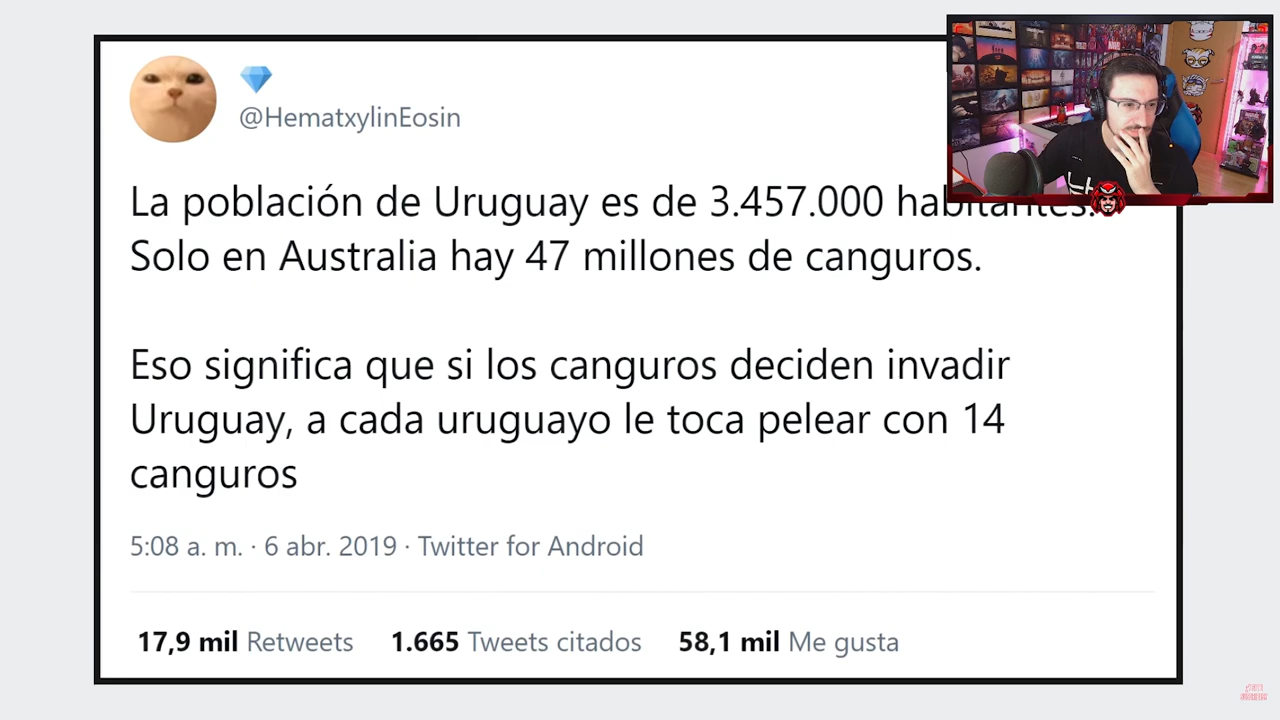 @HematxylinEosin
La población de Uruguay es de 3.457.000 habitantes.
Solo en Australia hay 47 millones de canguros.
Eso significa que si los canguros deciden invadir
Uruguay, a cada uruguayo le toca pelear con 14
canguros
5:08 a. m. · 6 abr. 2019 · Twitter for Android
17,9 mil Retweets 1.665 Tweets citados 58,1 mil Me gusta